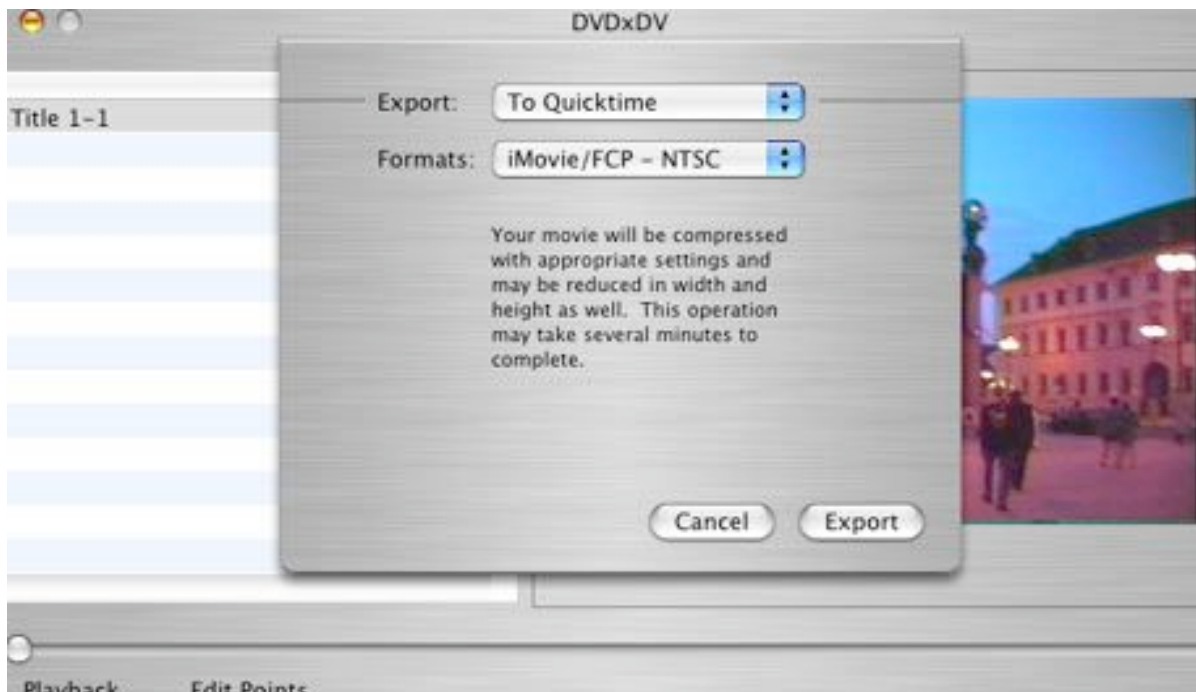 DVDxDV
Title 1-1
Export: To Quicktime
Formats: iMovie/FCP - NTSC
Your movie will be compressed
with appropriate settings and
may be reduced in width and
height as well. This operation
may take several minutes to
complete.
Cancel Export
Playback Edit Points